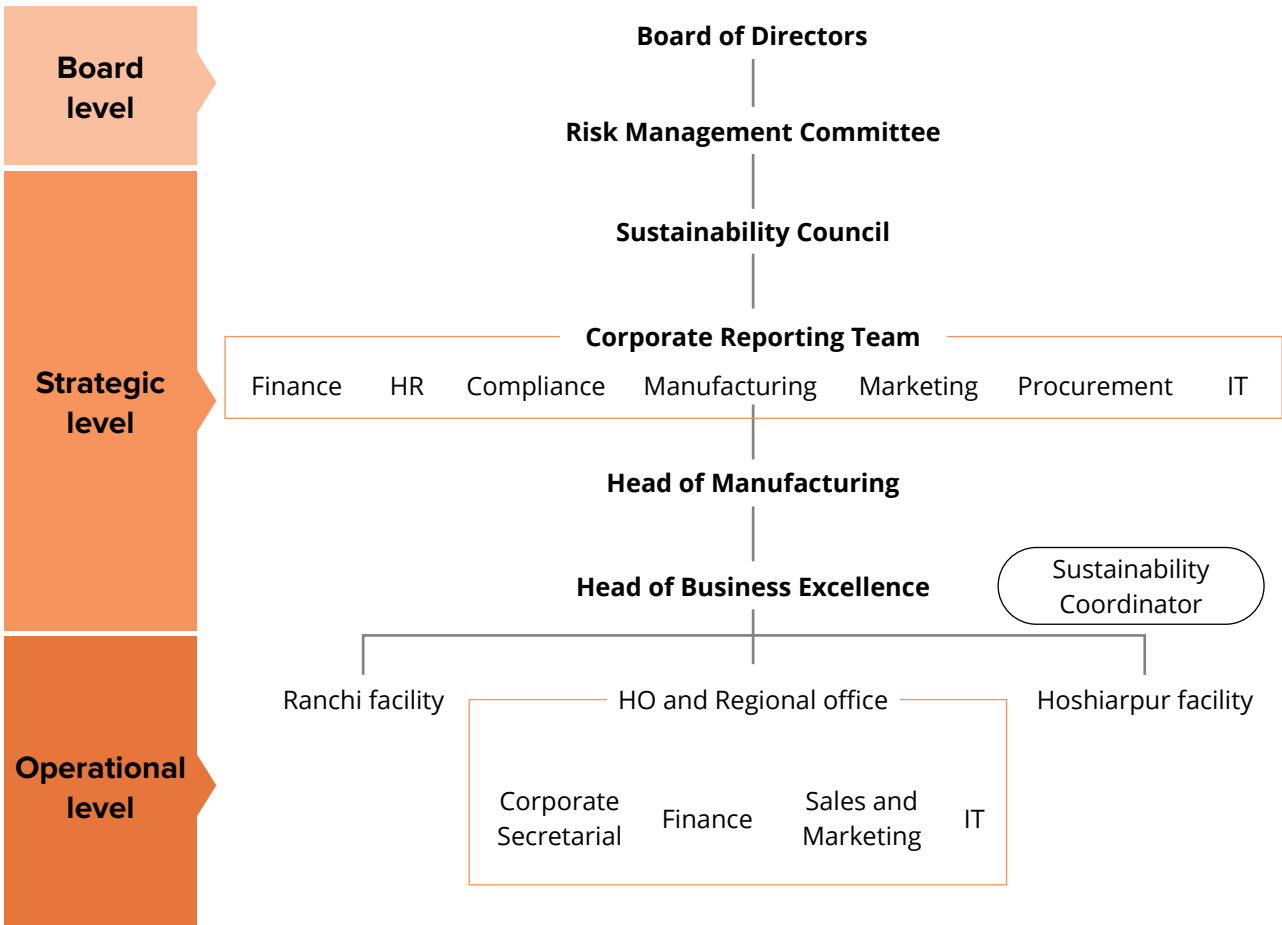 Board
level
Board of Directors
Risk Management Committee
Strategic
level
Sustainability Council
Corporate Reporting Team
Finance HR Compliance Manufacturing Marketing Procurement IT
Head of Manufacturing
Head of Business Excellence
Sustainability
Coordinator
Operational
level
Ranchi facility
HO and Regional office
Hoshiarpur facility
Corporate
Secretarial
Finance
Sales and
Marketing
IT